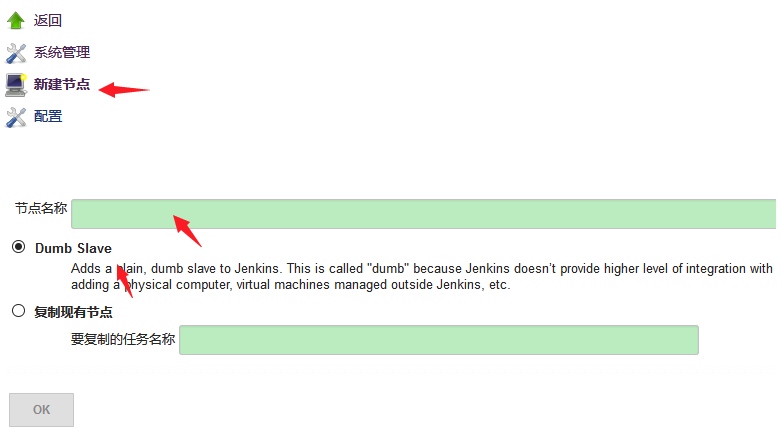 返回
系统管理
新建节点
配置
节点名称
Dumb Slave
Adds a plain, dumb slave to Jenkins. This is called "dumb" because Jenkins doesn't provide higher level of integration with
adding a physical computer, virtual machines managed outside Jenkins, etc.
复制现有节点
要复制的任务名称
OK